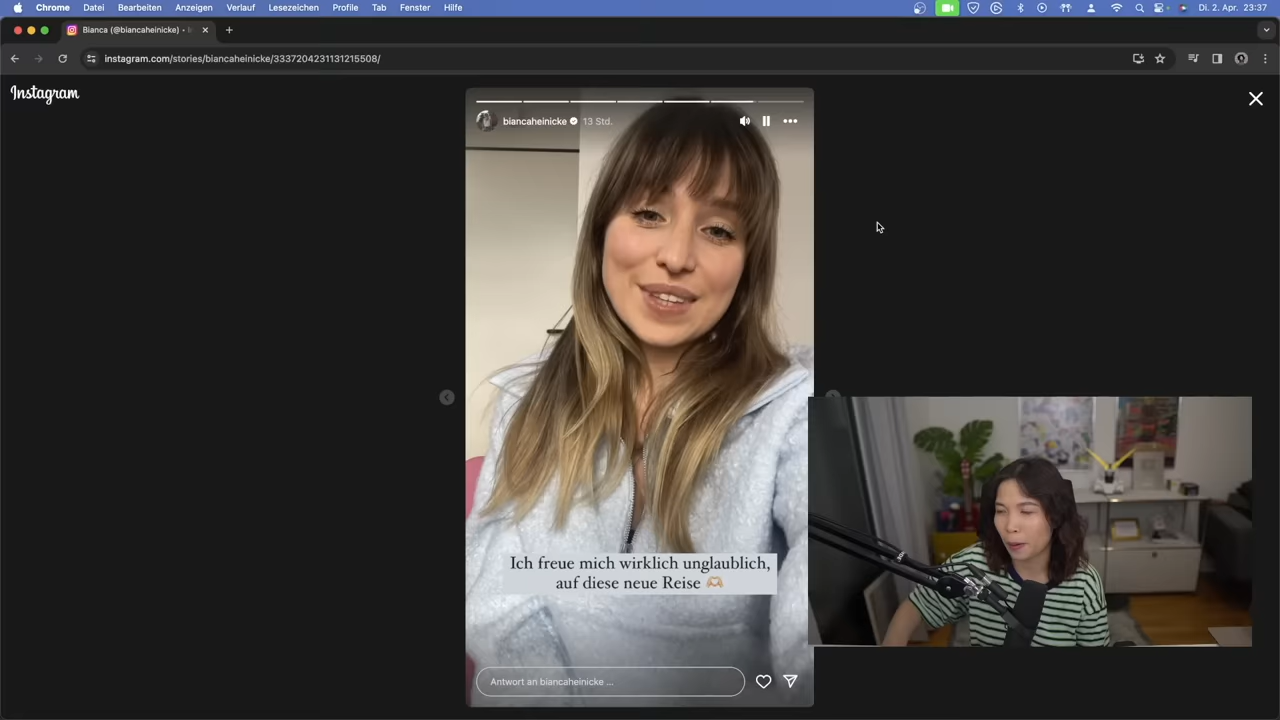 Chrome Datei Bearbeiten Anzeigen Verlauf Lesezeichen Profile Tab Fenster Hilfe Di. 2. Apr. 23:37
Bianca (@biancaheinicke) •
instagram.com/stories/biancaheinicke/3337204231131215508/
Instagram
biancaheinicke 13 Std.
Ich freue mich wirklich unglaublich,
auf diese neue Reise 🫶🏼
Antwort an biancaheinicke ...